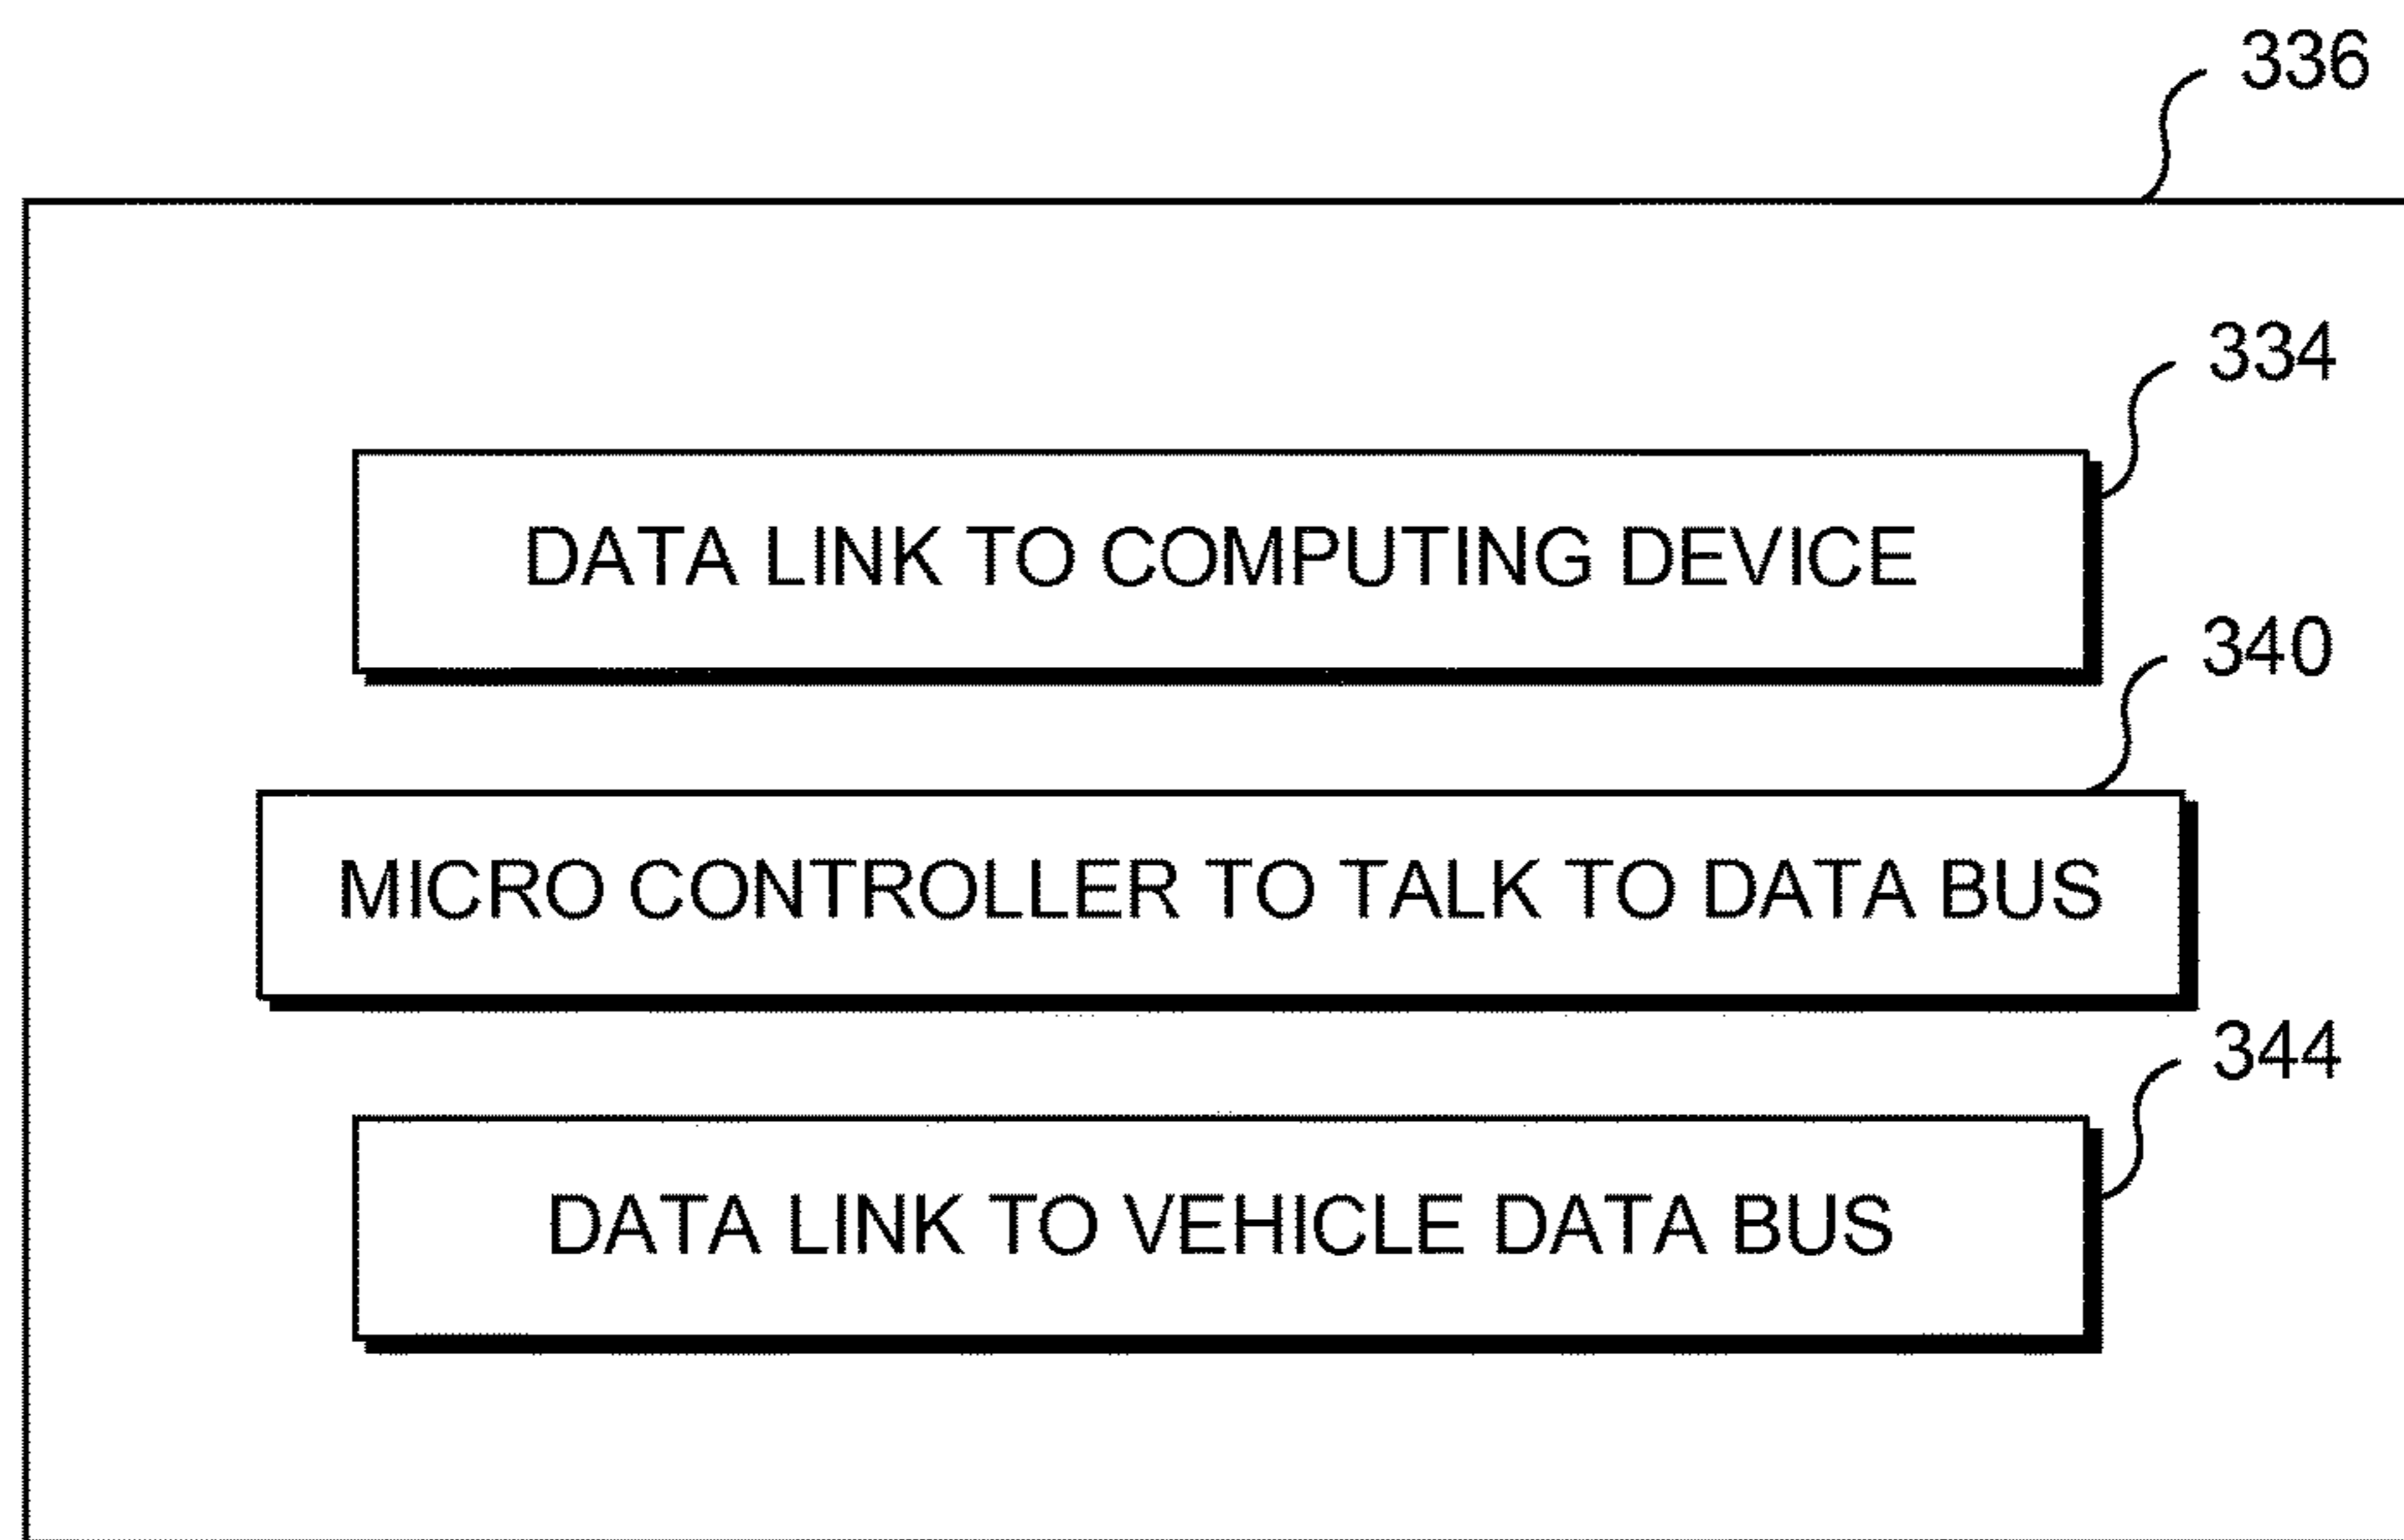 336
334
DATA LINK TO COMPUTING DEVICE
340
MICRO CONTROLLER TO TALK TO DATA BUS
344
DATA LINK TO VEHICLE DATA BUS